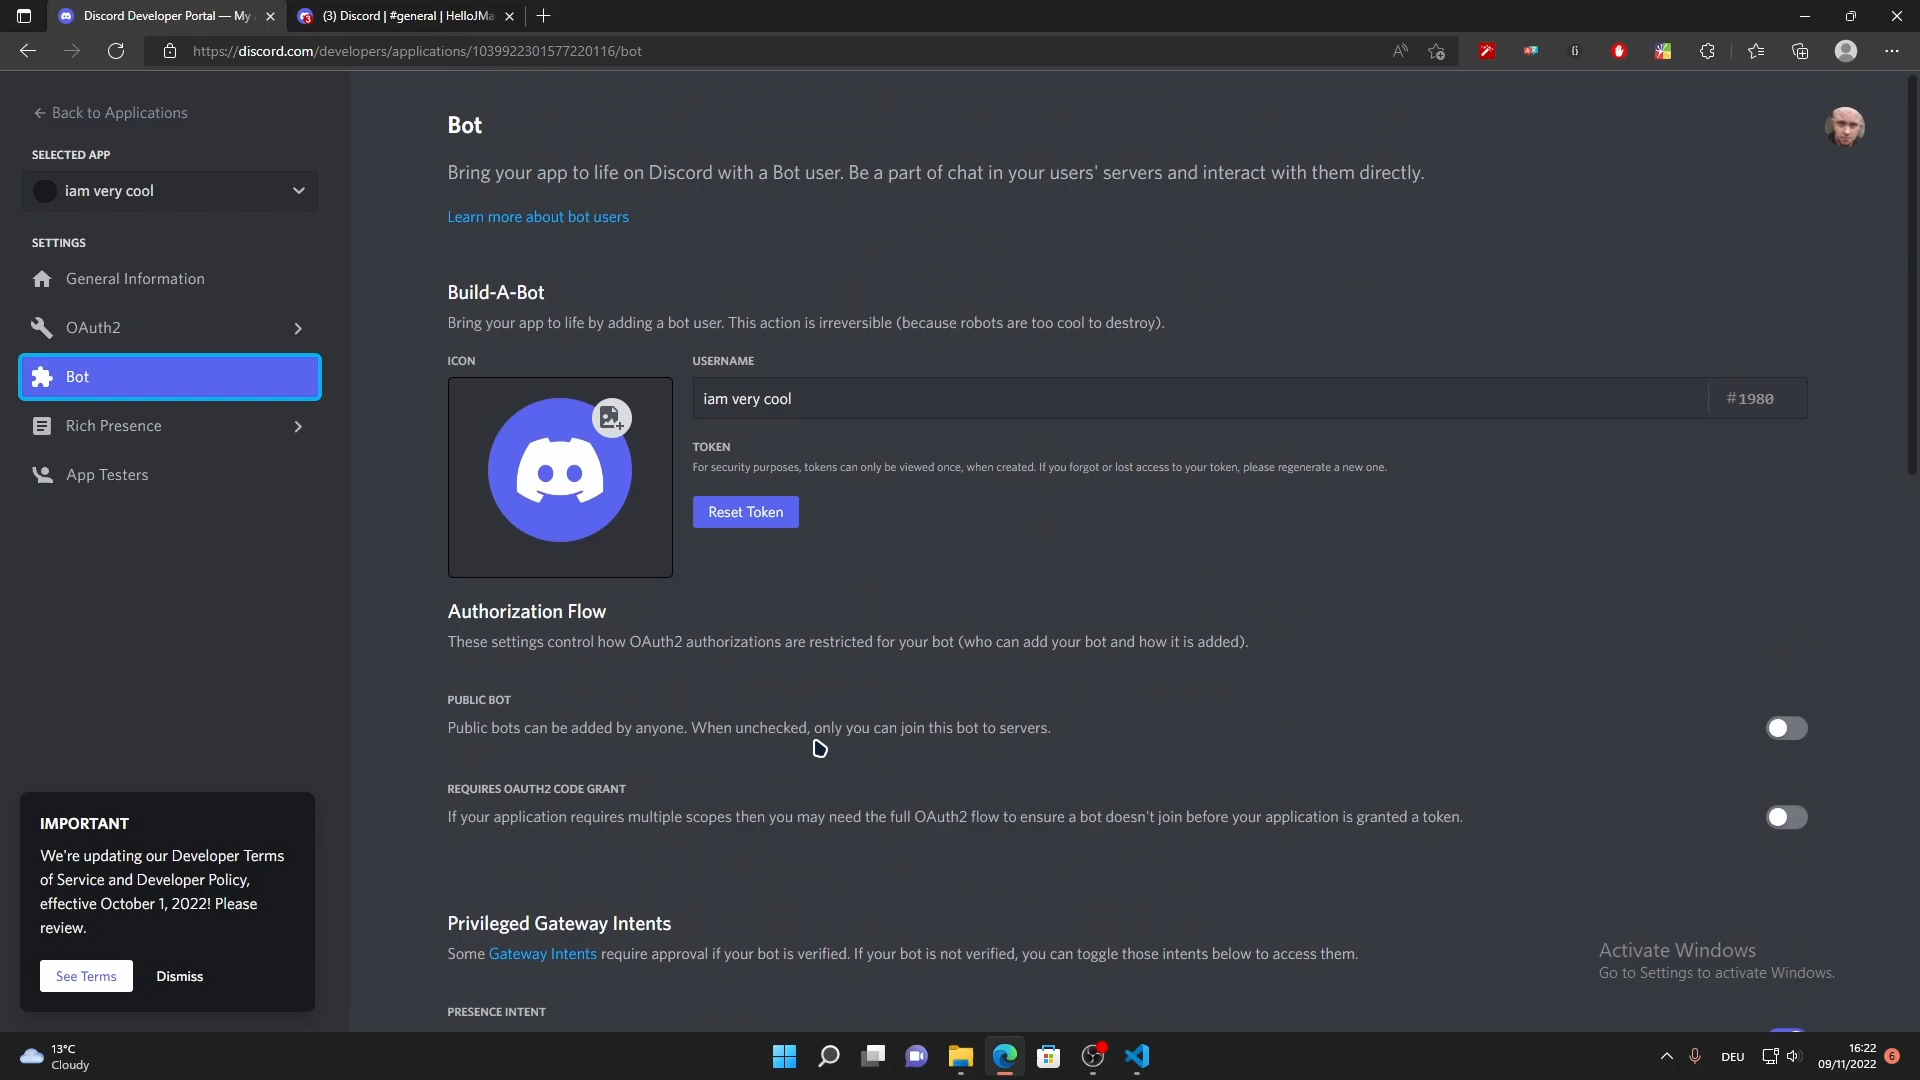 Discord Developer Portal — My
(3) Discord | #general | HelloJMa
https://discord.com/developers/applications/1039922301577220116/bot
Back to Applications
SELECTED APP
iam very cool
SETTINGS
General Information
OAuth2
Bot
Rich Presence
App Testers
IMPORTANT
We're updating our Developer Terms
of Service and Developer Policy,
effective October 1, 2022! Please
review.
See Terms
Dismiss
Bot
Bring your app to life on Discord with a Bot user. Be a part of chat in your users' servers and interact with them directly.
Learn more about bot users
Build-A-Bot
Bring your app to life by adding a bot user. This action is irreversible (because robots are too cool to destroy).
ICON
USERNAME
iam very cool
#1980
TOKEN
For security purposes, tokens can only be viewed once, when created. If you forgot or lost access to your token, please regenerate a new one.
Reset Token
Authorization Flow
These settings control how OAuth2 authorizations are restricted for your bot (who can add your bot and how it is added).
PUBLIC BOT
Public bots can be added by anyone. When unchecked, only you can join this bot to servers.
REQUIRES OAUTH2 CODE GRANT
If your application requires multiple scopes then you may need the full OAuth2 flow to ensure a bot doesn't join before your application is granted a token.
Privileged Gateway Intents
Some Gateway Intents require approval if your bot is verified. If your bot is not verified, you can toggle those intents below to access them.
PRESENCE INTENT
Activate Windows
Go to Settings to activate Windows.
13°C
Cloudy
DEU
16:22
09/11/2022
6